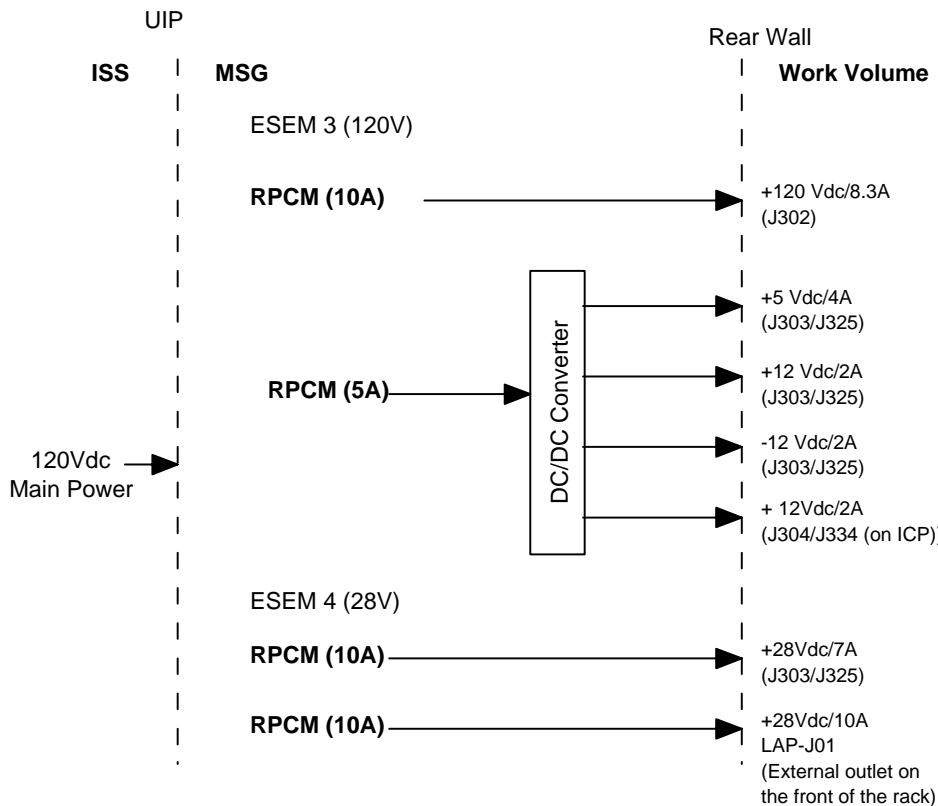 UIP
Rear Wall
ISS
MSG
Work Volume
ESEM 3 (120V)
RPCM (10A)
+120 Vdc/8.3A
(J302)
DC/DC Converter
+5 Vdc/4A
(J303/J325)
RPCM (5A)
+12 Vdc/2A
(J303/J325)
-12 Vdc/2A
(J303/J325)
120Vdc
Main Power
+ 12Vdc/2A
(J304/J334 (on ICP))
ESEM 4 (28V)
RPCM (10A)
+28Vdc/7A
(J303/J325)
RPCM (10A)
+28Vdc/10A
LAP-J01
(External outlet on
the front of the rack)